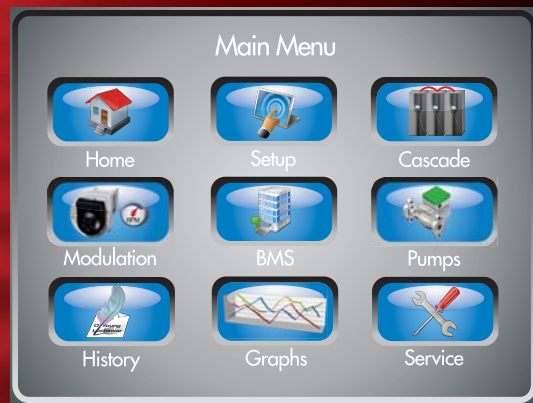 Main Menu
Home
Setup
Cascade
Modulation
BMS
Pumps
History
Graphs
Service